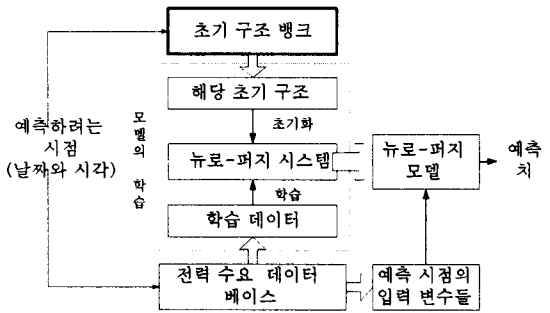 초기 구조 뱅크
해당 초기 구조
초기화
예측하려는
시점
(날짜와 시각)
모델의 학습
뉴로-퍼지 시스템
뉴로-퍼지
모델
예측
치
학습
학습 데이터
전력 수요 데이터
베이스
예측 시점의
입력 변수들